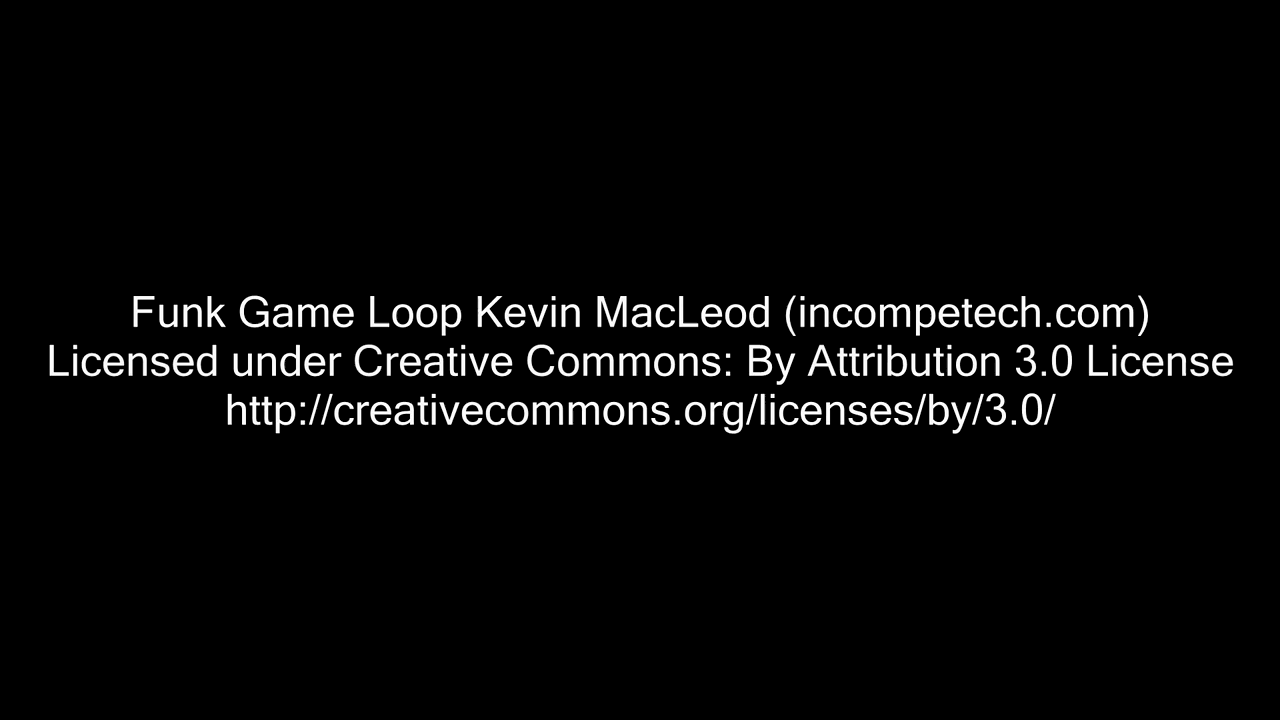 Funk Game Loop Kevin MacLeod (incompetech.com)
Licensed under Creative Commons: By Attribution 3.0 License
http://creativecommons.org/licenses/by/3.0/